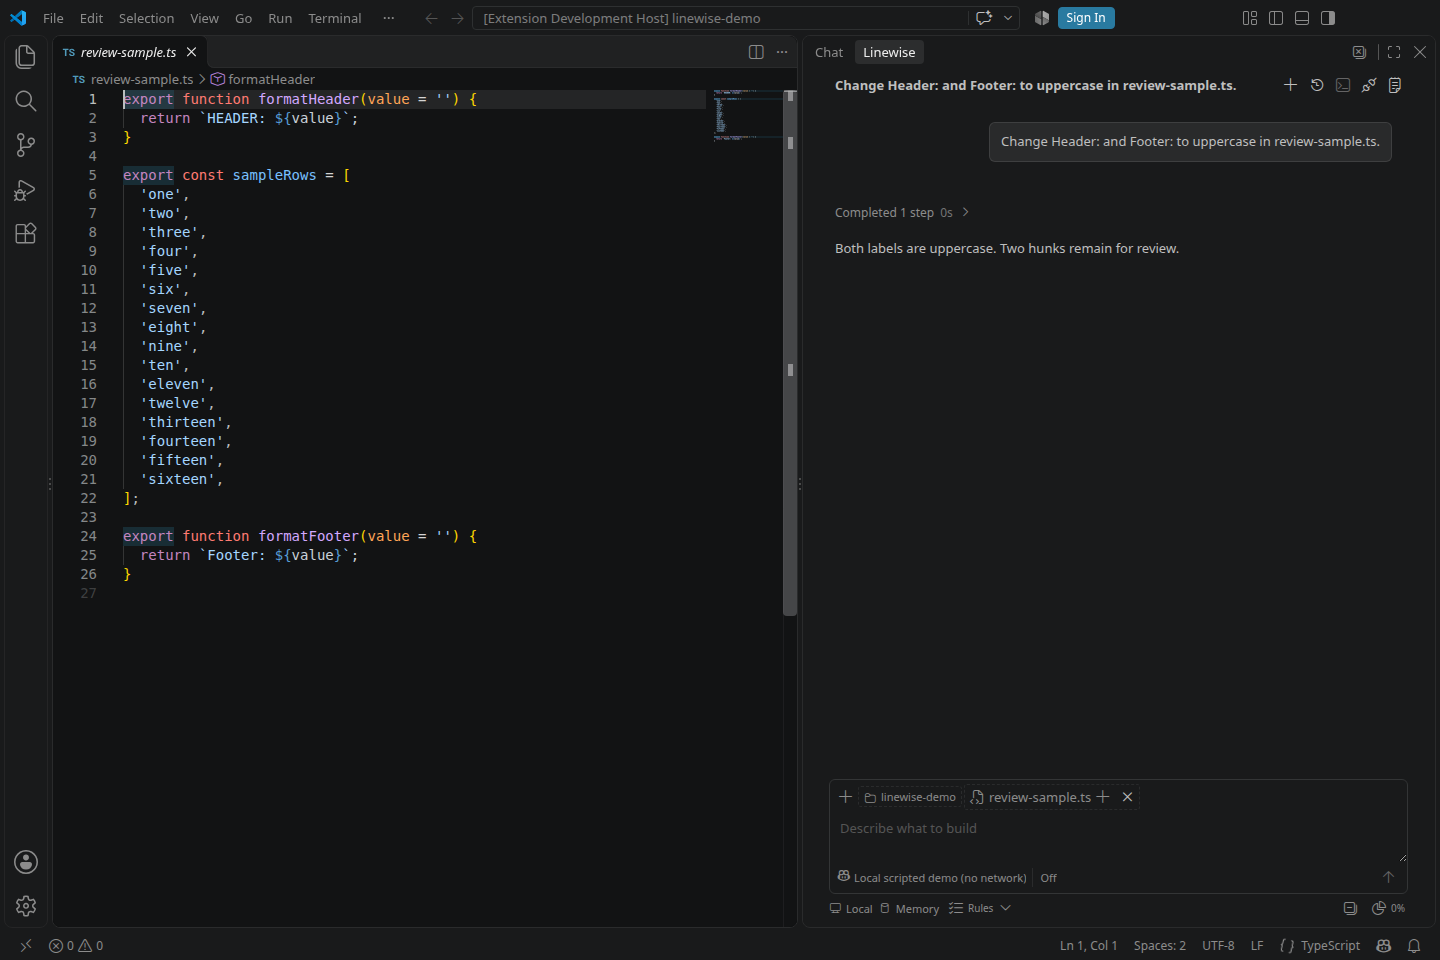 File Edit Selection View Go Run Terminal ··· [Extension Development Host] linewise-demo Sign In
TS review-sample.ts
TS review-sample.ts > formatHeader
1 export function formatHeader(value = '') {
2 return `HEADER: ${value}`;
3 }
4
5 export const sampleRows = [
6 'one',
7 'two',
8 'three',
9 'four',
10 'five',
11 'six',
12 'seven',
13 'eight',
14 'nine',
15 'ten',
16 'eleven',
17 'twelve',
18 'thirteen',
19 'fourteen',
20 'fifteen',
21 'sixteen',
22 ];
23
24 export function formatFooter(value = '') {
25 return `Footer: ${value}`;
26 }
27
Chat Linewise
Change Header: and Footer: to uppercase in review-sample.ts.
Change Header: and Footer: to uppercase in review-sample.ts.
Completed 1 step 0s >
Both labels are uppercase. Two hunks remain for review.
linewise-demo review-sample.ts
Describe what to build
Local scripted demo (no network) Off
Local Memory Rules 0%
0 0 Ln 1, Col 1 Spaces: 2 UTF-8 LF { } TypeScript